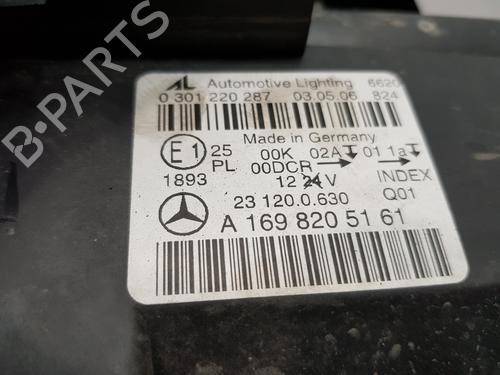 B-PARTS
AL Automotive Lighting 6620
0 301 220 287 03.05.06 824
Made in Germany
E1 25 00K 02A 01 1a
PL 00DCR
1893 12 24 V INDEX
23 120.0.630 Q01
A 169 820 51 61